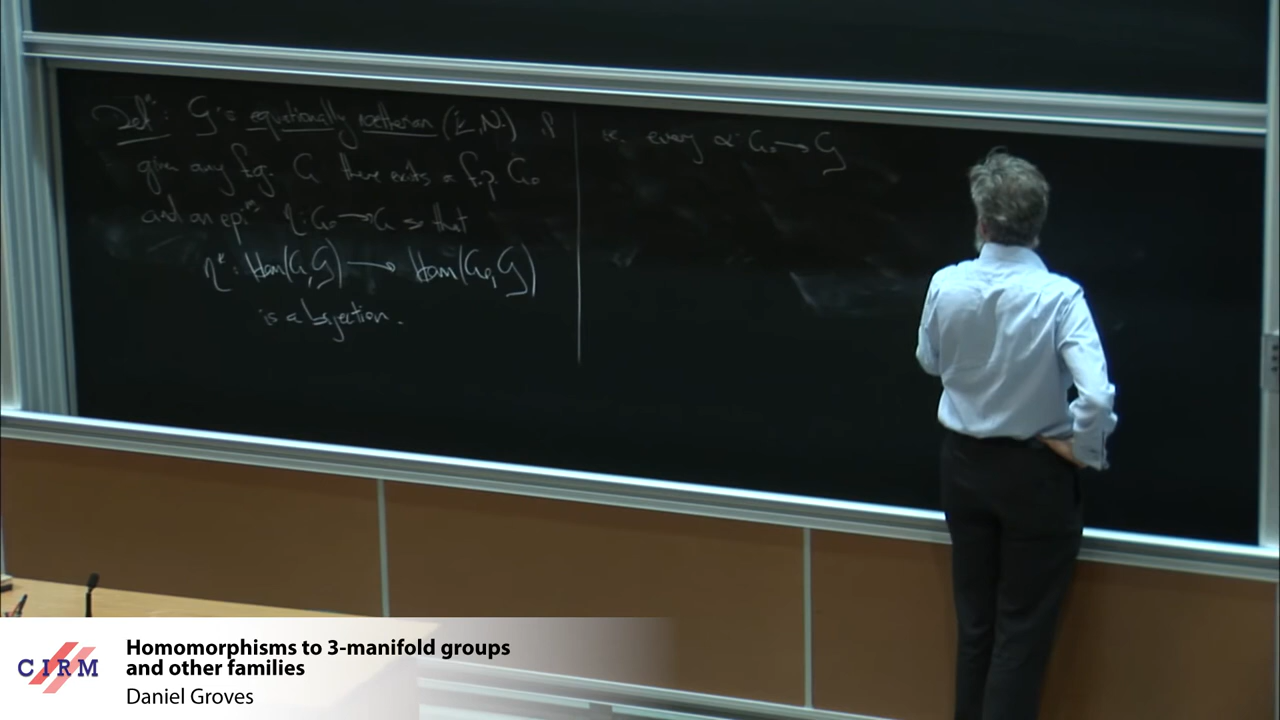 Defⁿ: 𝒢 is equationally noetherian (E.N.) if
given any f.g. G there exists a f.p. G₀
and an epiᵐ η: G₀ → G so that
η*: Hom(G, 𝒢) → Hom(G₀, 𝒢)
is a bijection.
i.e. every α: G₀ → 𝒢
CIRM
Homomorphisms to 3-manifold groups
and other families
Daniel Groves